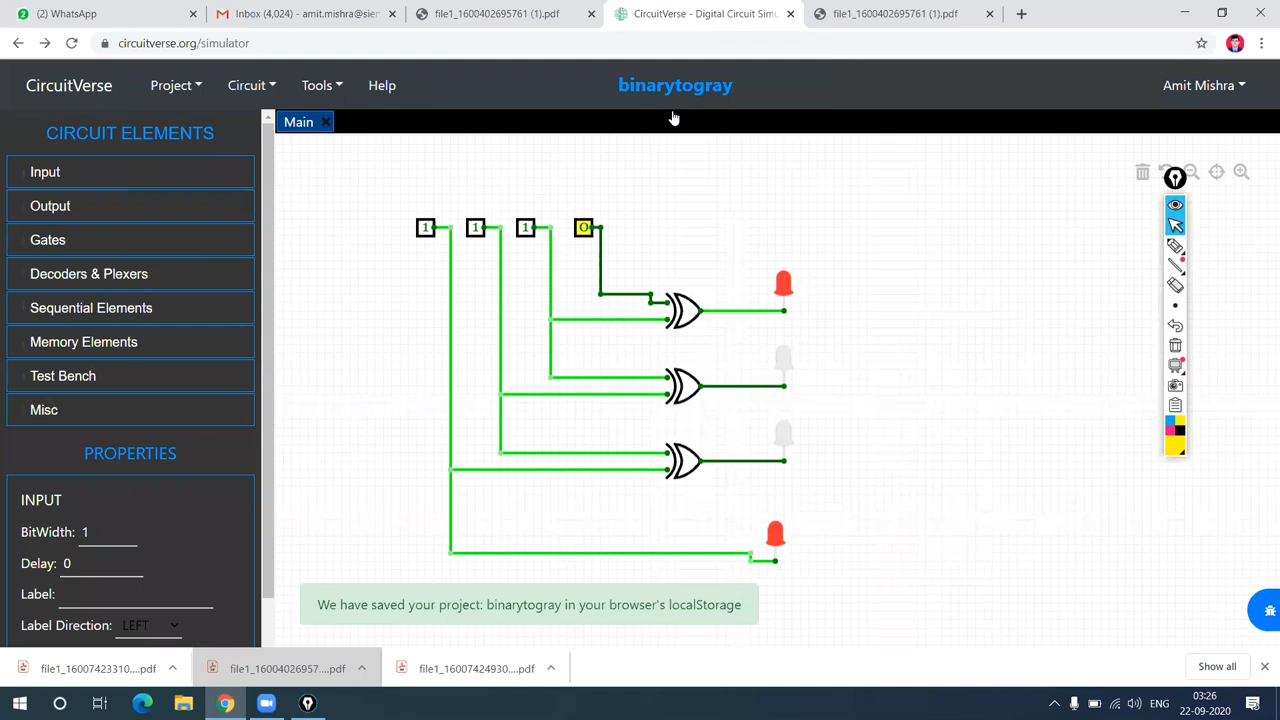 2
WhatsApp
Inbox (4,024) - amit.mishra@sier
file1_1600402695761 (1).pdf
CircuitVerse - Digital Circuit Simu
file1_1600402695761 (1).pdf
circuitverse.org/simulator
CircuitVerse
Project
Circuit
Tools
Help
binarytogray
Amit Mishra
Main
CIRCUIT ELEMENTS
Input
Output
Gates
Decoders & Plexers
Sequential Elements
Memory Elements
Test Bench
Misc
PROPERTIES
INPUT
BitWidth: 1
Delay: 0
Label:
Label Direction: LEFT
1 1 1 0
We have saved your project: binarytogray in your browser's localStorage
file1_16007423310....pdf
file1_16004026957....pdf
file1_16007424930....pdf
Show all
ENG
03:26
22-09-2020